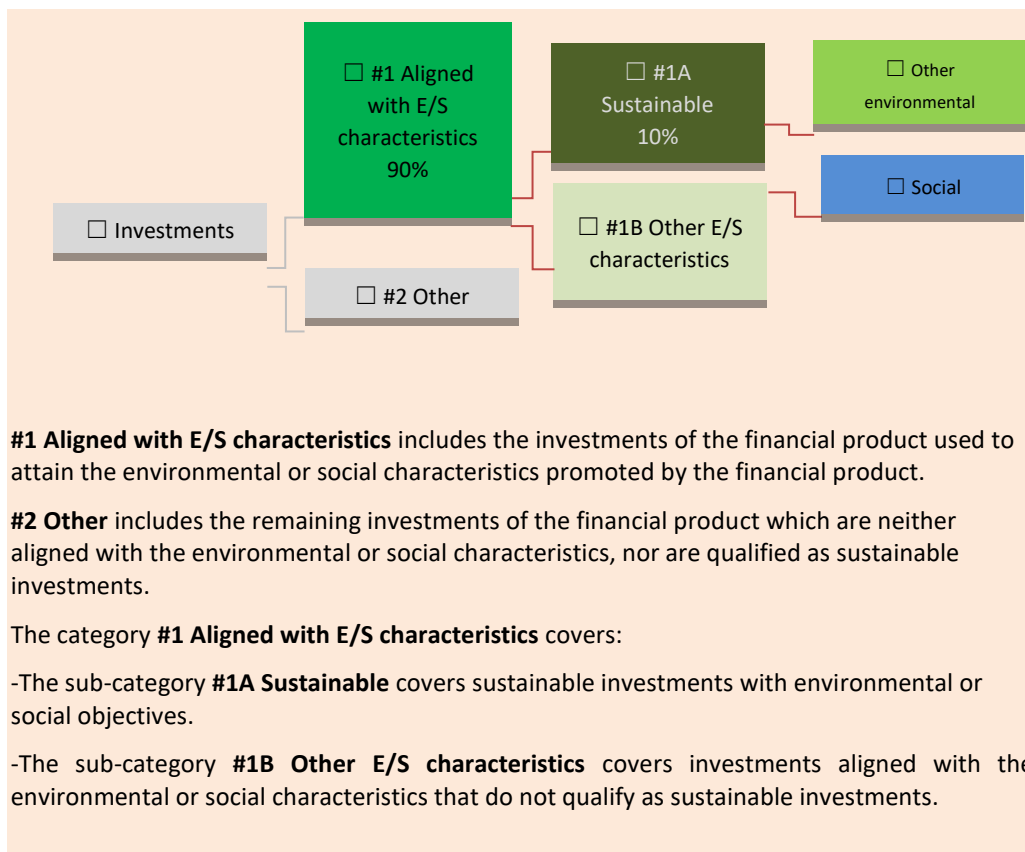 ☐ #1 Aligned
with E/S
characteristics
90%
☐ #1A
Sustainable
10%
☐ Other
environmental
☐ Social
☐ Investments
☐ #1B Other E/S
characteristics
☐ #2 Other
#1 Aligned with E/S characteristics includes the investments of the financial product used to
attain the environmental or social characteristics promoted by the financial product.
#2 Other includes the remaining investments of the financial product which are neither
aligned with the environmental or social characteristics, nor are qualified as sustainable
investments.
The category #1 Aligned with E/S characteristics covers:
-The sub-category #1A Sustainable covers sustainable investments with environmental or
social objectives.
-The sub-category #1B Other E/S characteristics covers investments aligned with the
environmental or social characteristics that do not qualify as sustainable investments.